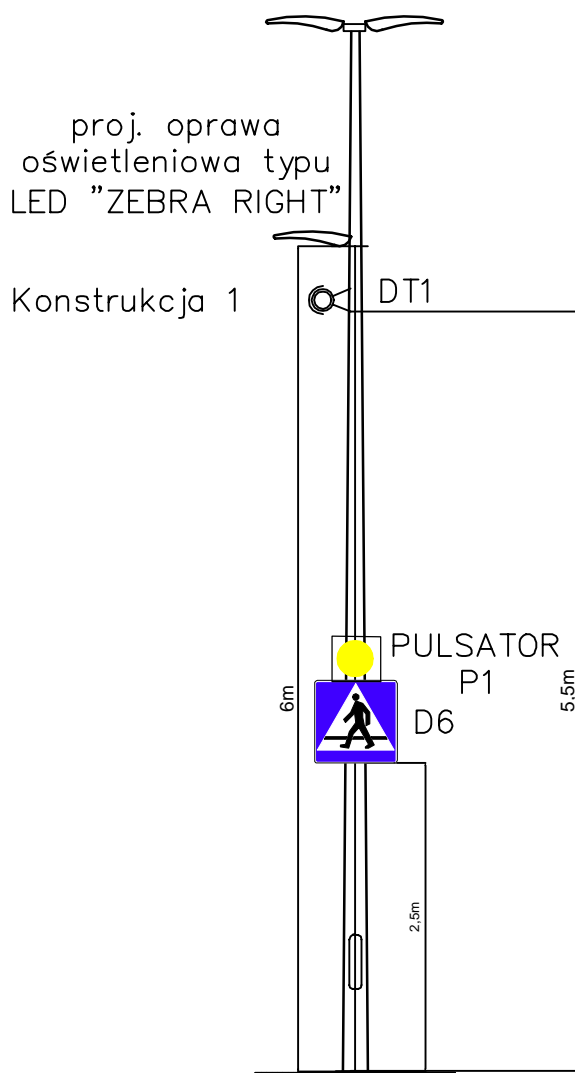 proj. oprawa
oświetleniowa typu
LED "ZEBRA RIGHT"
Konstrukcja 1
DT1
PULSATOR
P1
D6
6m
5,5m
2,5m